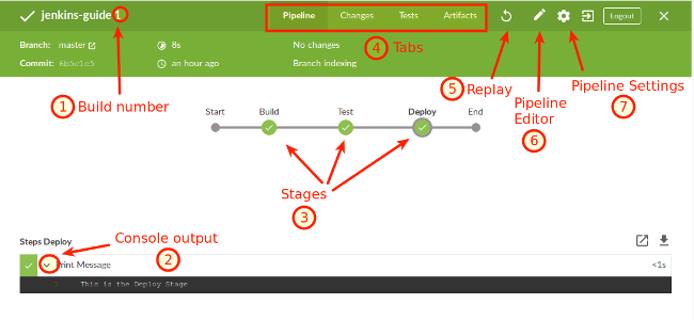 jenkins-guide 1
Pipeline Changes Tests Artifacts
Logout
Branch: master
8s
No changes
4 Tabs
Commit:
an hour ago
Branch indexing
1 Build number
5 Replay
Pipeline Settings
7
Pipeline
Editor
6
Start Build Test Deploy End
Stages
3
Console output
2
Steps Deploy
Print Message
<1s
1 This is the Deploy Stage